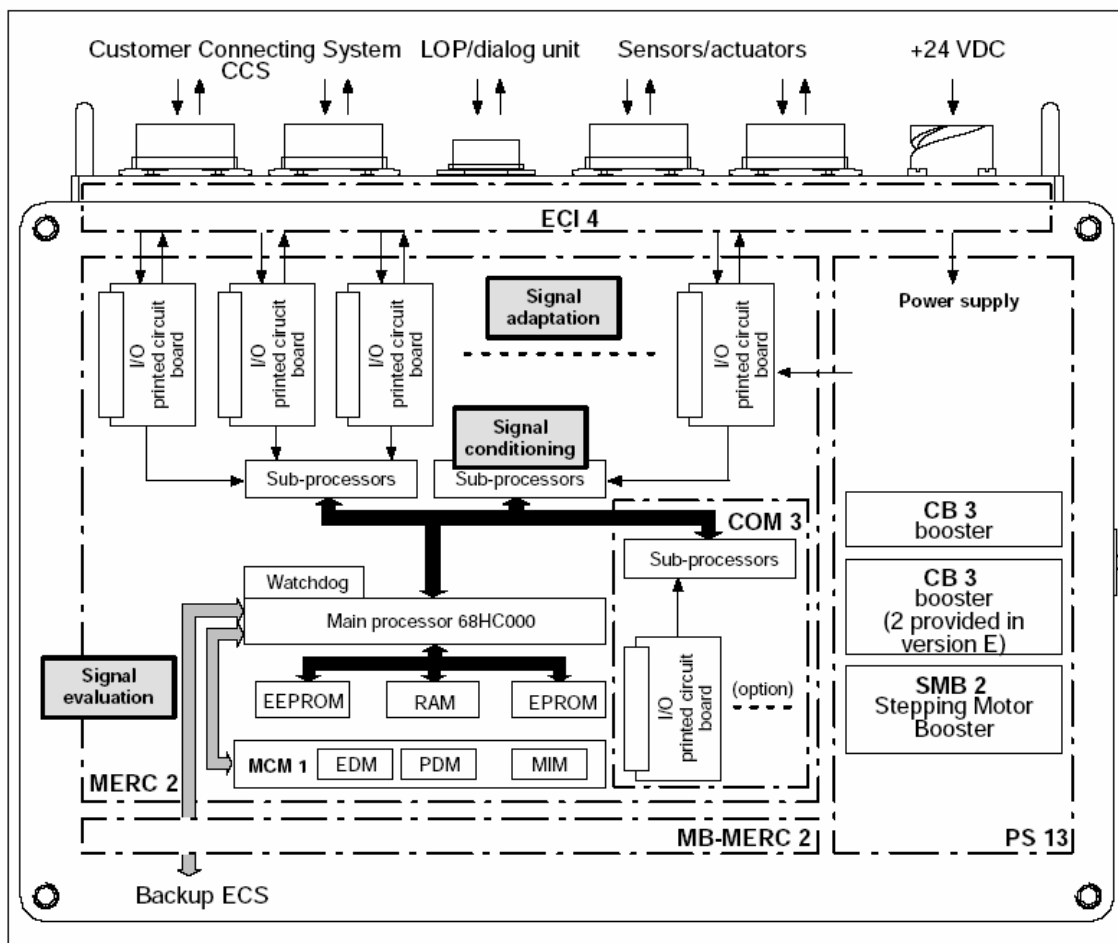 Customer Connecting System
CCS
LOP/dialog unit
Sensors/actuators
+24 VDC
ECI 4
I/O
printed circuit
board
I/O
printed cirucit
board
I/O
printed circuit
board
Signal
adaptation
I/O
printed circuit
board
Power supply
Signal
conditioning
Sub-processors
Sub-processors
COM 3
Sub-processors
CB 3
booster
CB 3
booster
(2 provided in
version E)
SMB 2
Stepping Motor
Booster
Watchdog
Main processor 68HC000
Signal
evaluation
EEPROM
RAM
EPROM
I/O
printed circuit
board
(option)
MCM 1
EDM
PDM
MIM
MERC 2
MB-MERC 2
PS 13
Backup ECS